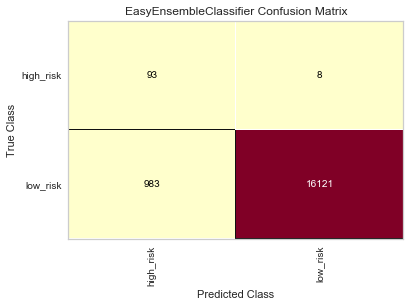 EasyEnsembleClassifier Confusion Matrix
high_risk
93
8
True Class
low_risk
983
16121
high_risk
low_risk
Predicted Class